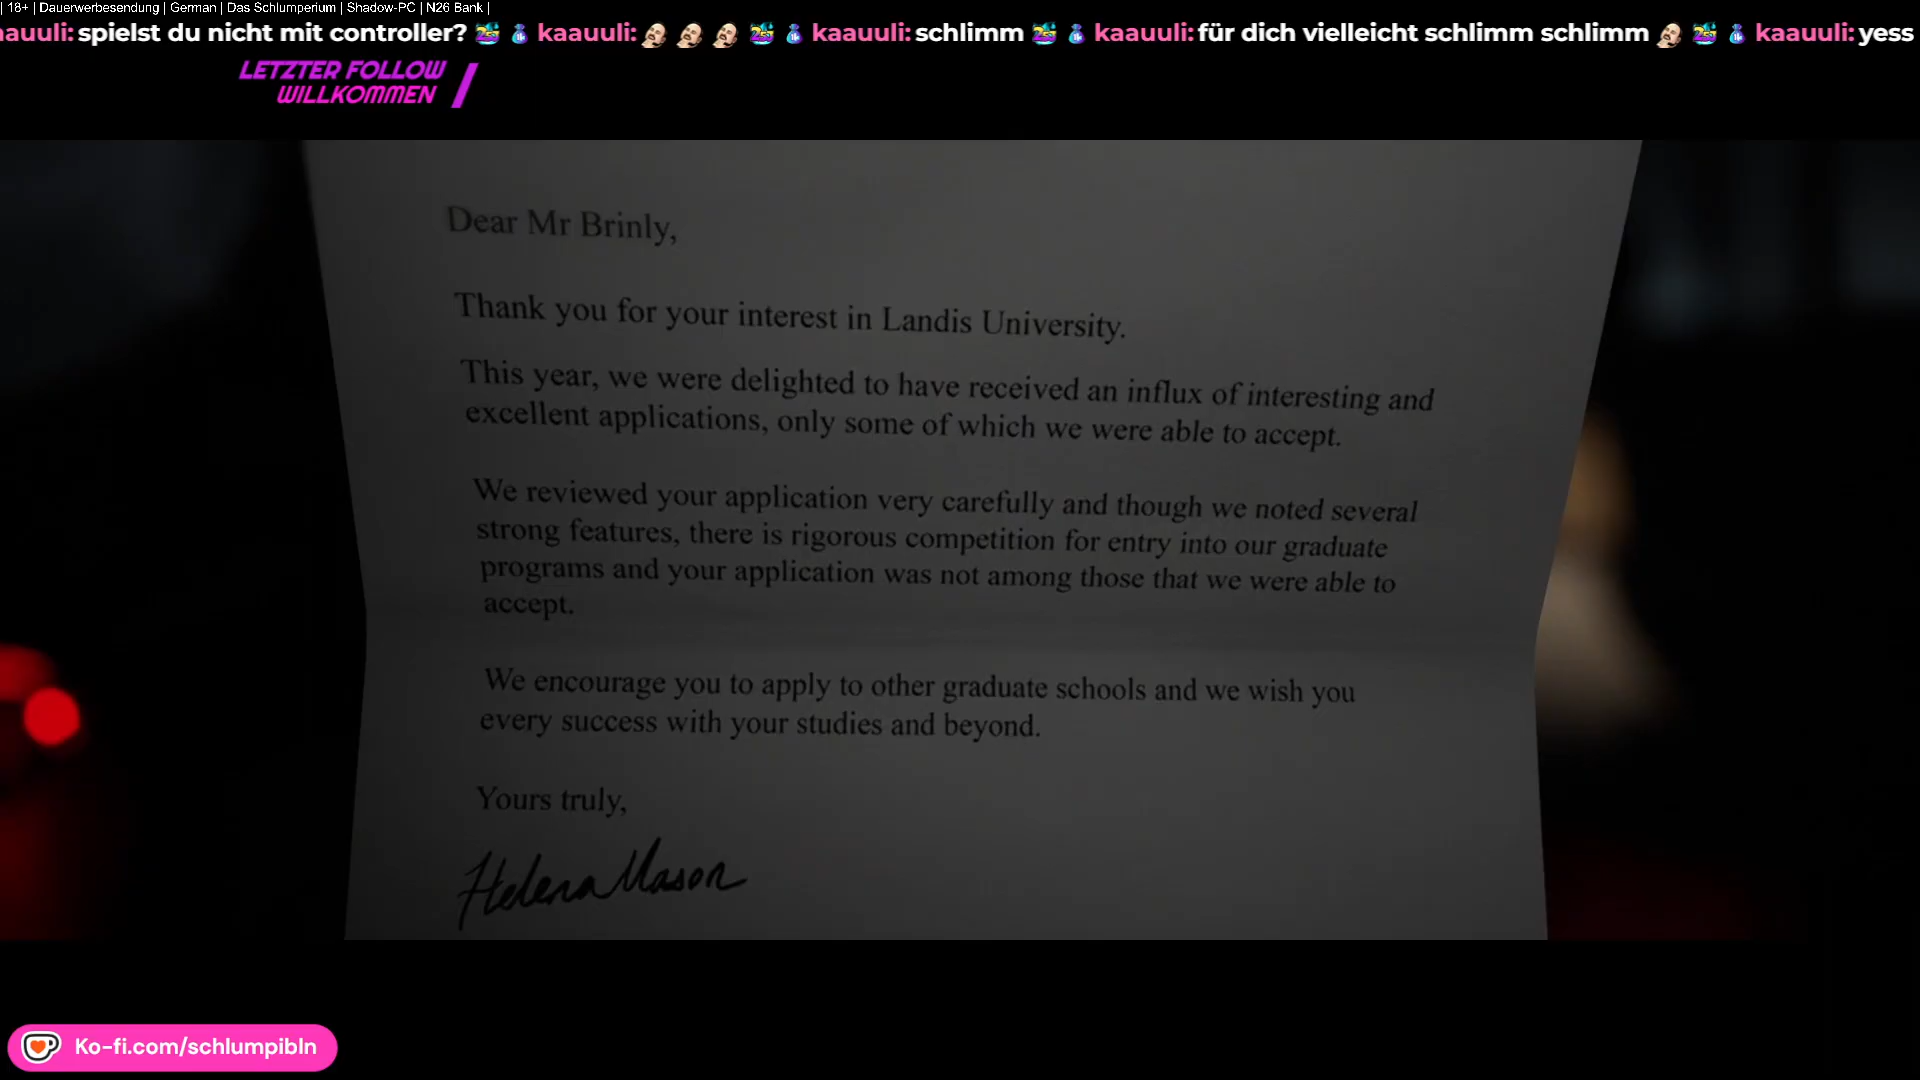 | 18+ | Dauerwerbesendung | German | Das Schlumperium | Shadow-PC | N26 Bank |
aauuli: spielst du nicht mit controller? kaauuli: kaauuli: schlimm kaauuli: für dich vielleicht schlimm schlimm kaauuli: yess
LETZTER FOLLOW
WILLKOMMEN
Dear Mr Brinly,
Thank you for your interest in Landis University.
This year, we were delighted to have received an influx of interesting and
excellent applications, only some of which we were able to accept.
We reviewed your application very carefully and though we noted several
strong features, there is rigorous competition for entry into our graduate
programs and your application was not among those that we were able to
accept.
We encourage you to apply to other graduate schools and we wish you
every success with your studies and beyond.
Yours truly,
Helena Mason
Ko-fi.com/schlumpibln